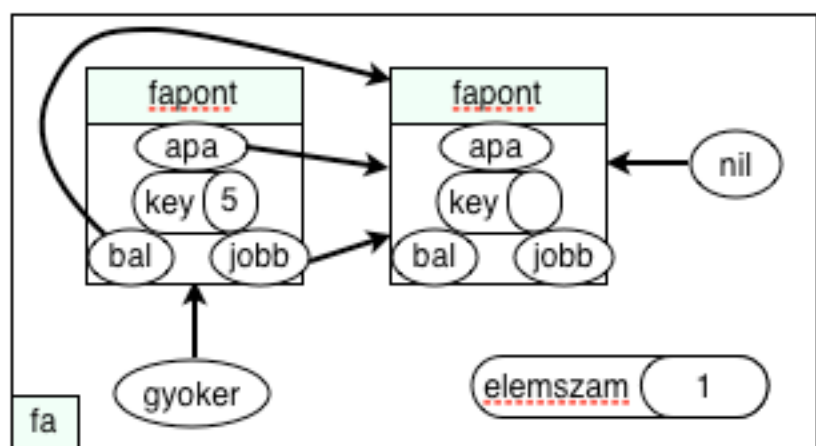 fapont
fapont
apa
apa
nil
key 5
key
bal
jobb
bal
jobb
gyoker
elemszam 1
fa